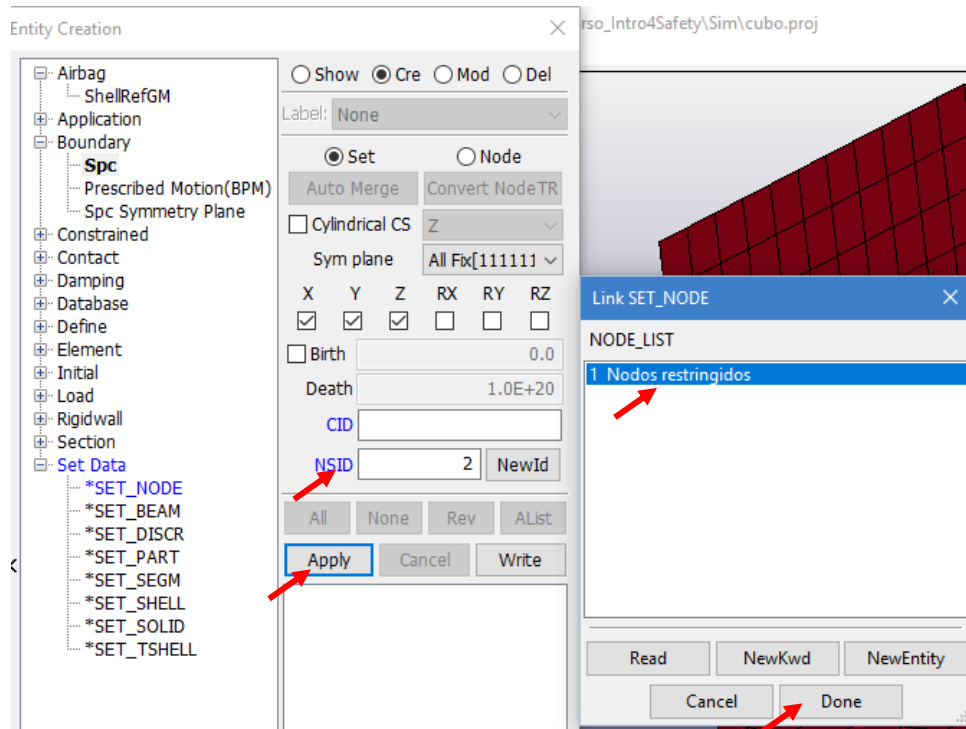 Entity Creation
rso_Intro4Safety\Sim\cubo.proj
Airbag
ShellRefGM
Application
Boundary
Spc
Prescribed Motion(BPM)
Spc Symmetry Plane
Constrained
Contact
Damping
Database
Define
Element
Initial
Load
Rigidwall
Section
Set Data
*SET_NODE
*SET_BEAM
*SET_DISCR
*SET_PART
*SET_SEGM
*SET_SHELL
*SET_SOLID
*SET_TSHELL
Show Cre Mod Del
Label: None
Set Node
Auto Merge Convert NodeTR
Cylindrical CS Z
Sym plane All Fix[111111
X Y Z RX RY RZ
Birth 0.0
Death 1.0E+20
CID
NSID 2 NewId
All None Rev AList
Apply Cancel Write
Link SET_NODE
NODE_LIST
1 Nodos restringidos
Read NewKwd NewEntity
Cancel Done